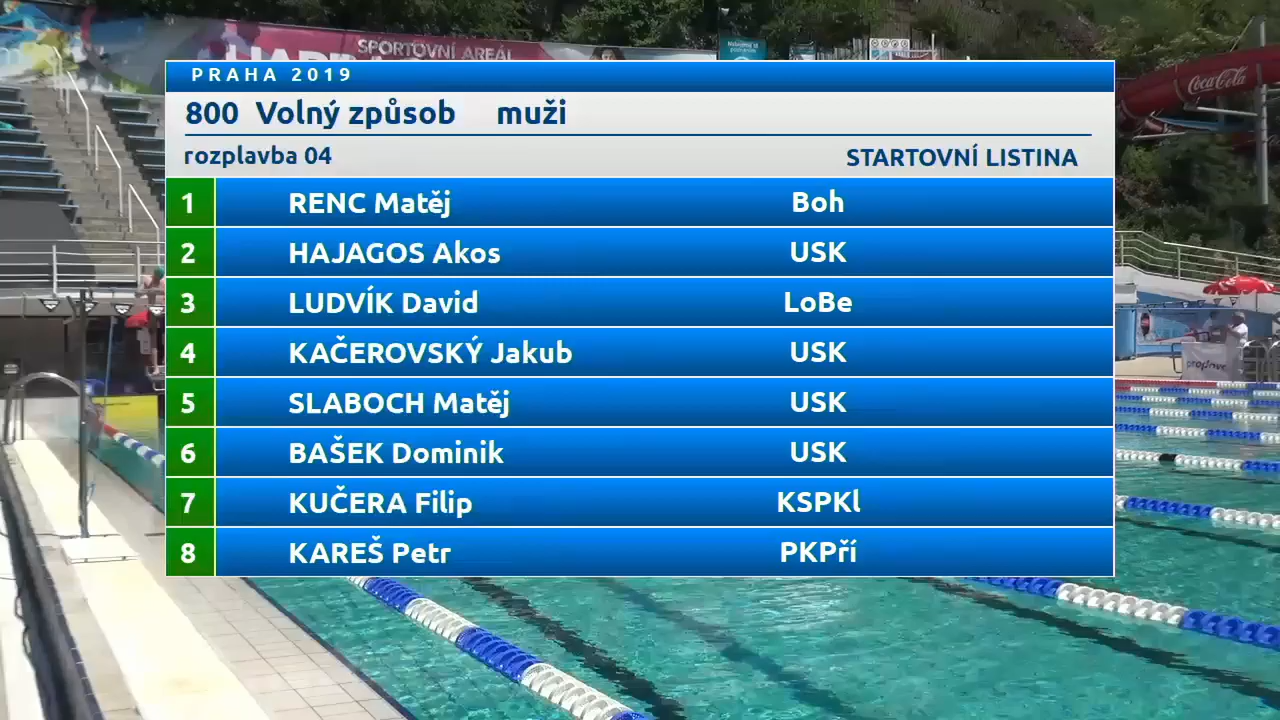 SPORTOVNÍ AREÁL
PRAHA 2019
800 Volný způsob muži
rozplavba 04 STARTOVNÍ LISTINA
Coca-Cola
1 RENC Matěj Boh
2 HAJAGOS Akos USK
3 LUDVÍK David LoBe
4 KAČEROVSKÝ Jakub USK
5 SLABOCH Matěj USK
6 BAŠEK Dominik USK
7 KUČERA Filip KSPKl
8 KAREŠ Petr PKPří